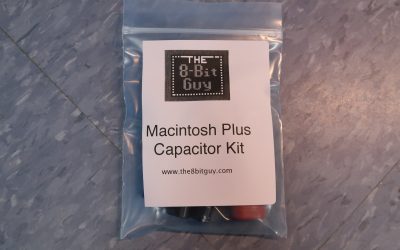 THE
8-Bit
Guy
Macintosh Plus
Capacitor Kit
www.the8bitguy.com